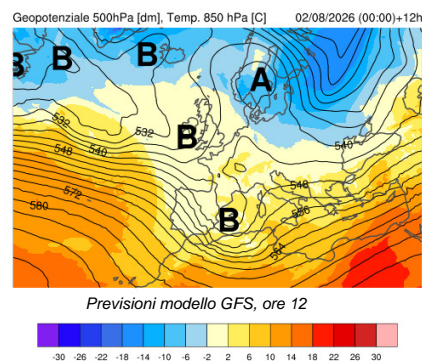 Geopotenziale 500hPa [dm], Temp. 850 hPa [C] 02/08/2026 (00:00)+12h
B B B
A
532 532 B
548 540 540
572 548
580 556
B
564
Previsioni modello GFS, ore 12
-30 -26 -22 -18 -14 -10 -6 -2 2 6 10 14 18 22 26 30